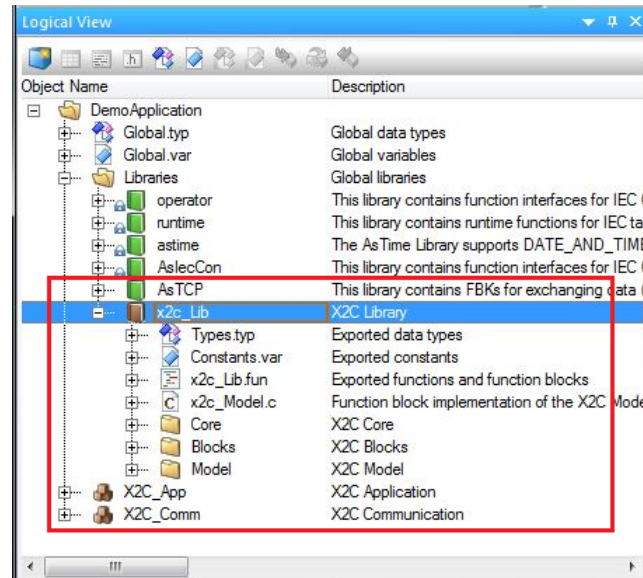 Logical View
Object Name Description
DemoApplication
Global.typ Global data types
Global.var Global variables
Libraries Global libraries
operator This library contains function interfaces for IEC
runtime This library contains runtime functions for IEC ta
astime The AsTime Library supports DATE_AND_TIME
AsIecCon This library contains function interfaces for IEC
AsTCP This library contains FBKs for exchanging data
x2c_Lib X2C Library
Types.typ Exported data types
Constants.var Exported constants
x2c_Lib.fun Exported functions and function blocks
x2c_Model.c Function block implementation of the X2C Mode
Core X2C Core
Blocks X2C Blocks
Model X2C Model
X2C_App X2C Application
X2C_Comm X2C Communication